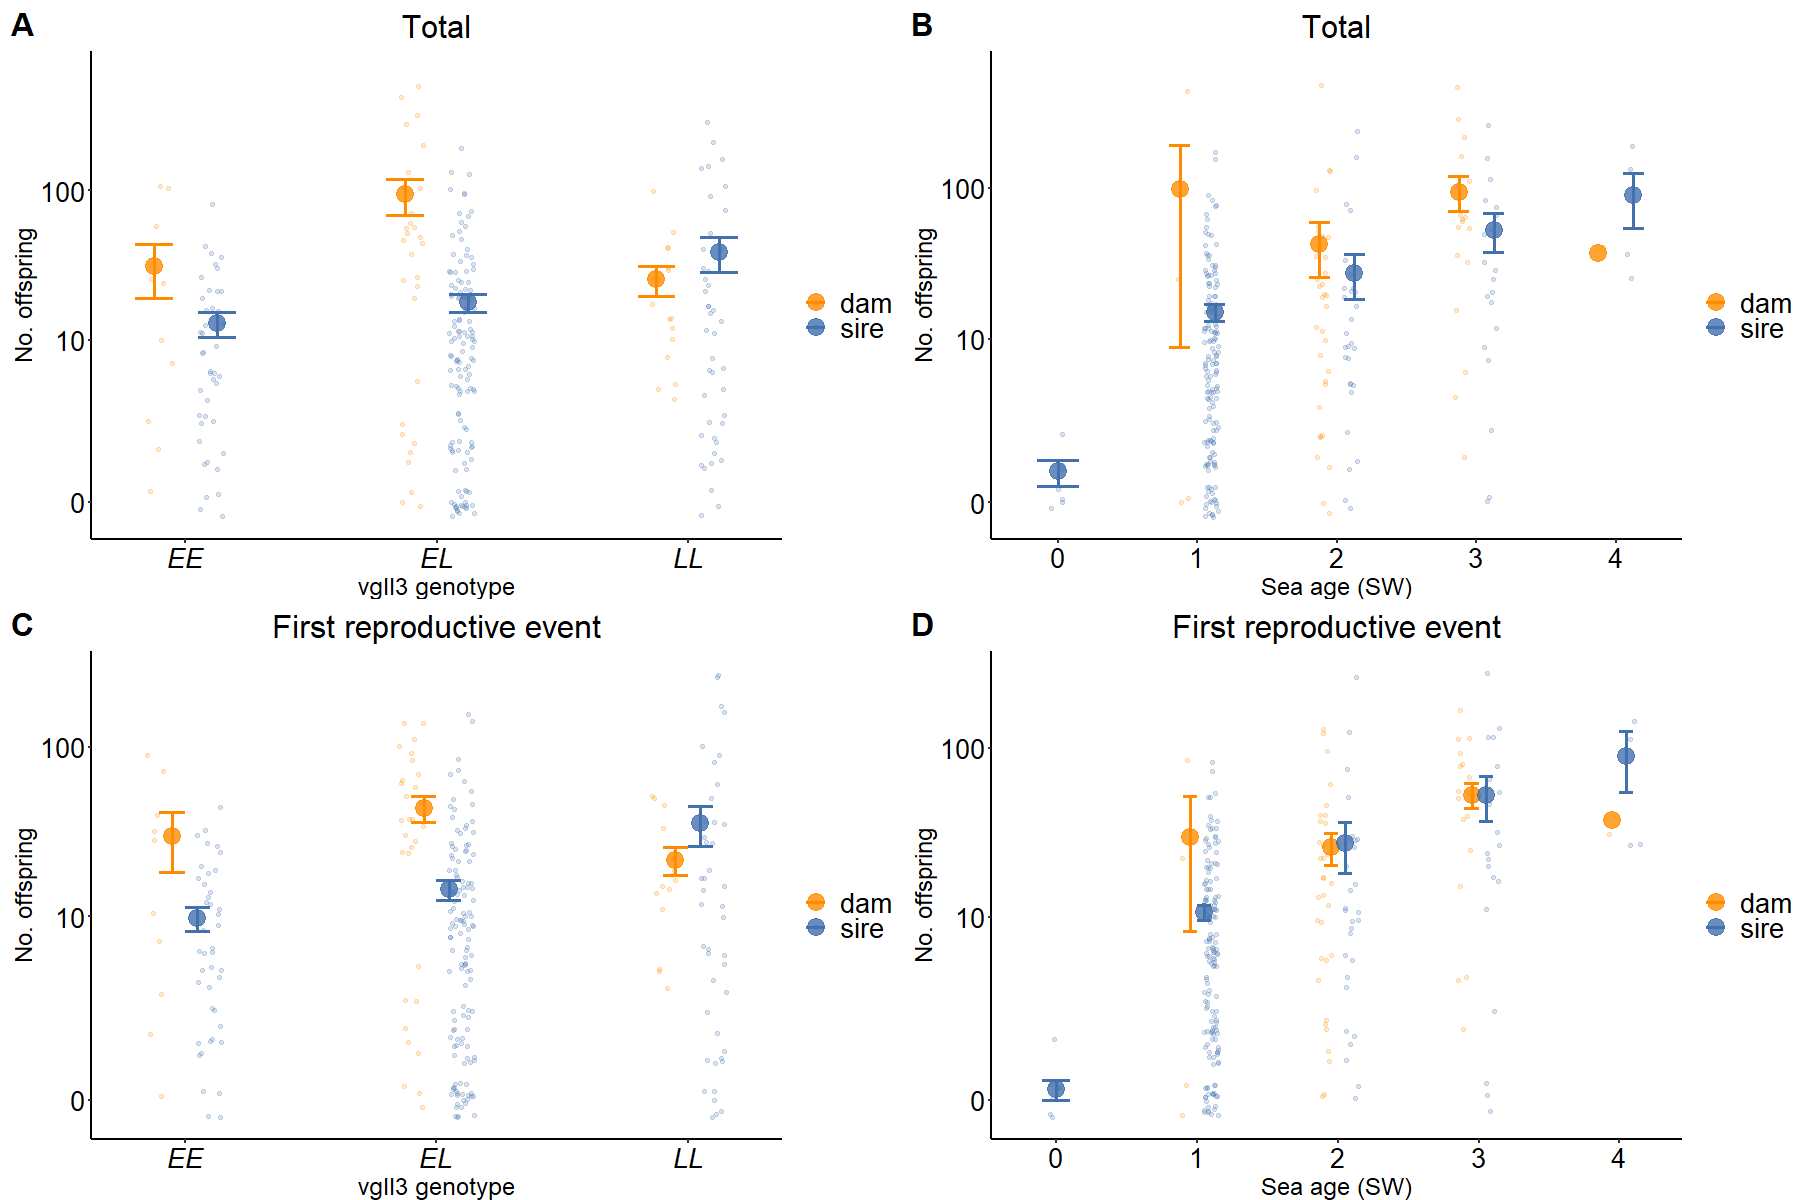 A
Total
No. offspring
100
10
0
EE
EL
LL
vgll3 genotype
dam
sire
B
Total
No. offspring
100
10
0
0
1
2
3
4
Sea age (SW)
dam
sire
C
First reproductive event
No. offspring
100
10
0
EE
EL
LL
vgll3 genotype
dam
sire
D
First reproductive event
No. offspring
100
10
0
0
1
2
3
4
Sea age (SW)
dam
sire